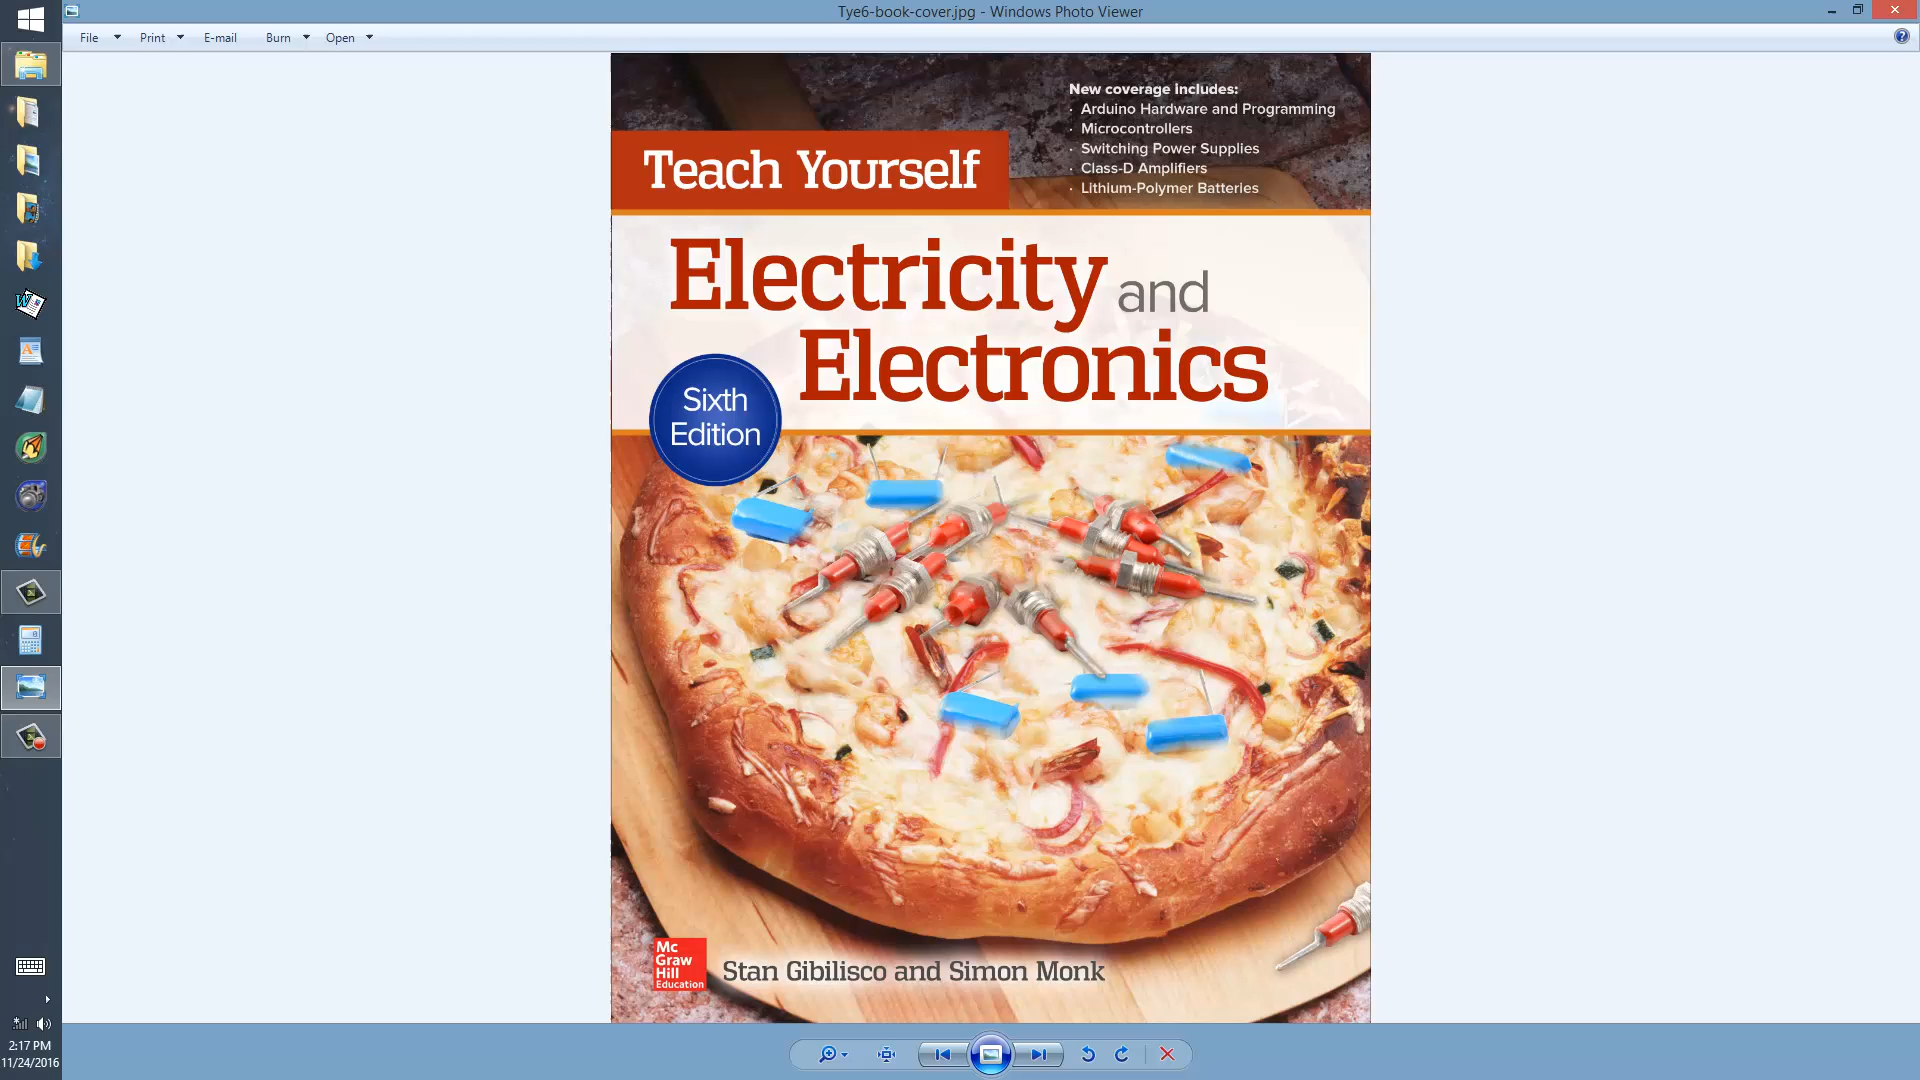 Tye6-book-cover.jpg - Windows Photo Viewer
File Print E-mail Burn Open
New coverage includes:
· Arduino Hardware and Programming
· Microcontrollers
· Switching Power Supplies
· Class-D Amplifiers
· Lithium-Polymer Batteries
Teach Yourself
Electricity and
Electronics
Sixth
Edition
Mc
Graw
Hill
Education
Stan Gibilisco and Simon Monk
2:17 PM
11/24/2016